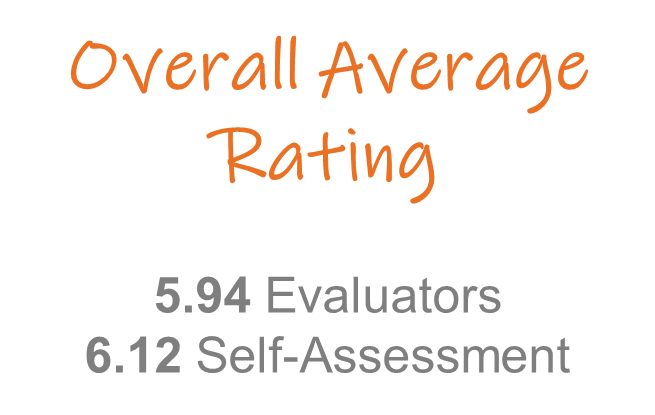 Overall Average
Rating
5.94 Evaluators
6.12 Self-Assessment